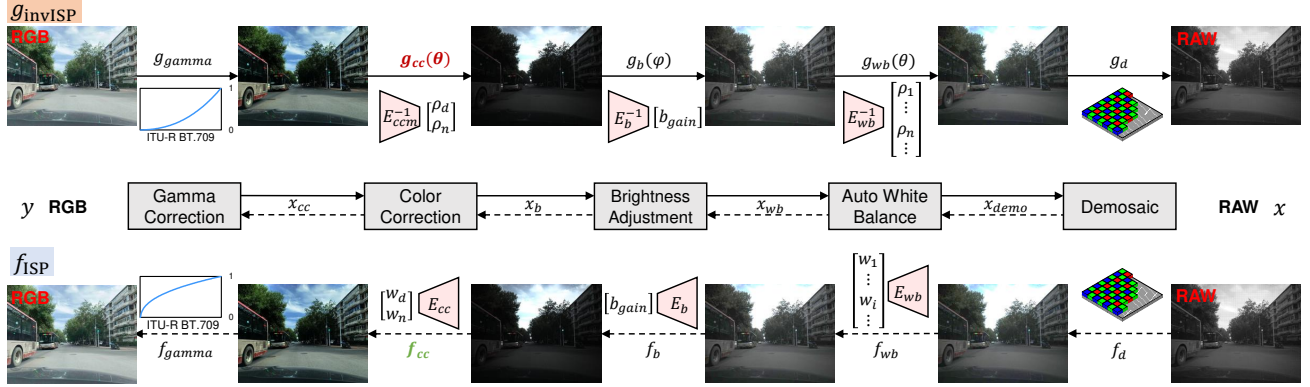 g_invISP
RGB
g_gamma
1
0
ITU-R BT.709
g_cc(θ)
E_ccm^-1 [ρ_d ρ_n]
g_b(φ)
E_b^-1 [b_gain]
g_wb(θ)
E_wb^-1 [ρ_1 ⋮ ρ_n ⋮]
g_d
RAW
y RGB
Gamma Correction
x_cc
Color Correction
x_b
Brightness Adjustment
x_wb
Auto White Balance
x_demo
Demosaic
RAW x
f_ISP
RGB
1
0
ITU-R BT.709
f_gamma
[w_d w_n] E_cc
f_cc
[b_gain] E_b
f_b
[w_1 ⋮ w_i ⋮] E_wb
f_wb
f_d
RAW